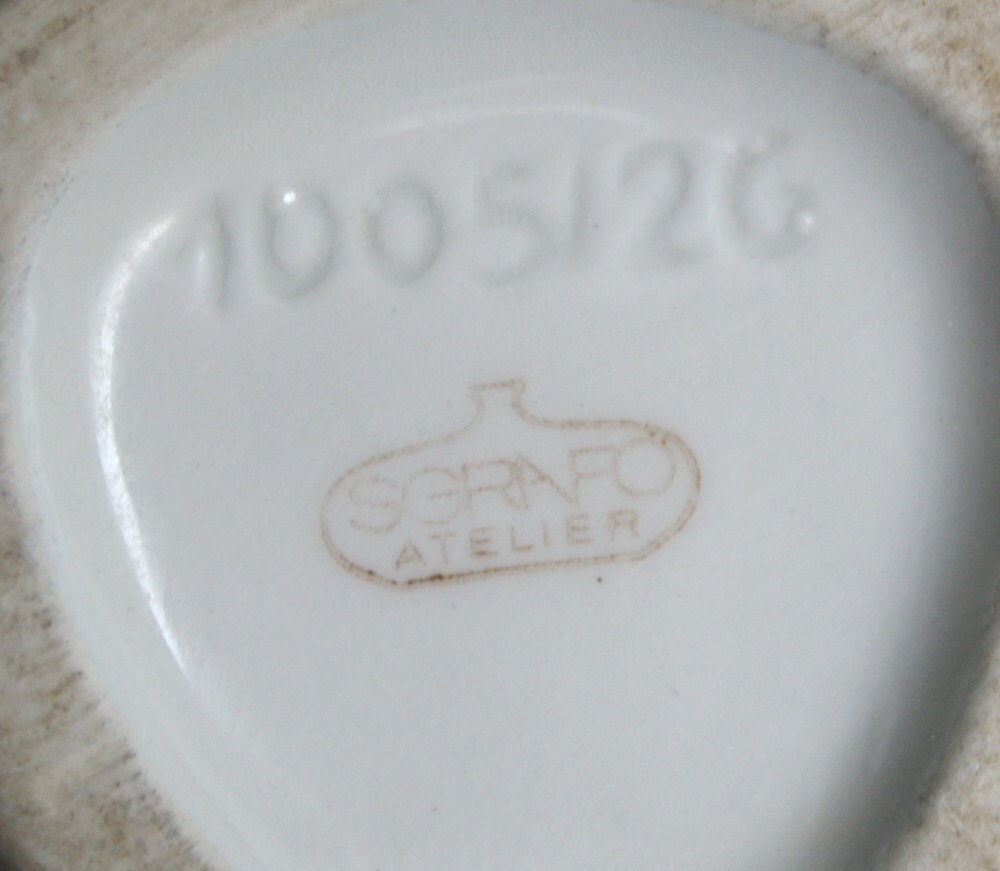 1005/26
SGRAFO
ATELIER